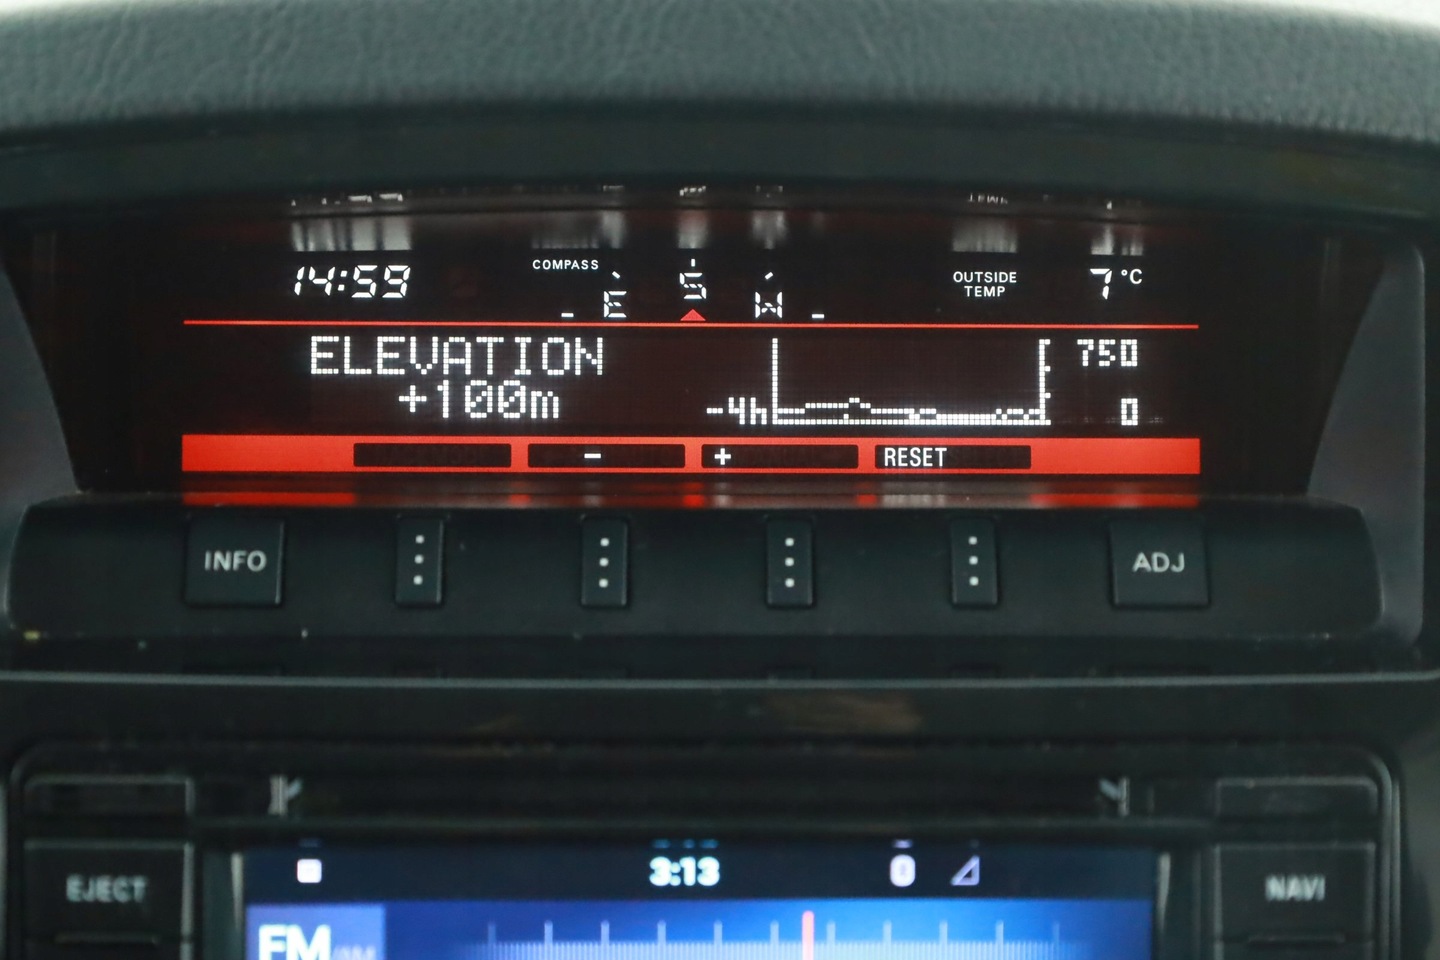 14:59
COMPASS
E S W
OUTSIDE
TEMP
7°C
ELEVATION
+100m
-4h
750
0
-
+
RESET
INFO
ADJ
EJECT
3:13
0
NAVI
FM